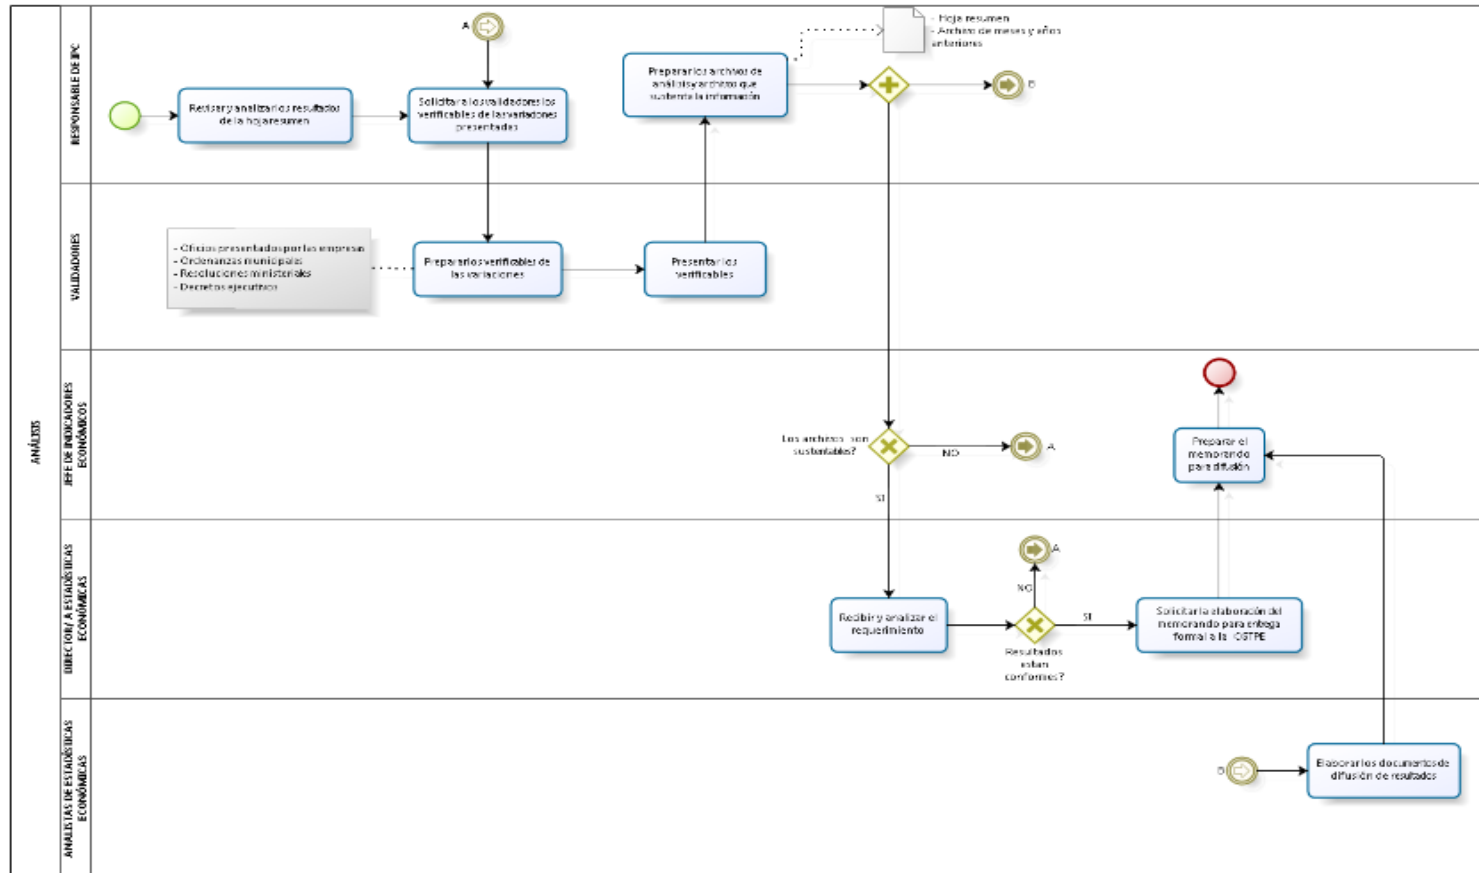 ANÁLISIS
RESPONSABLE DE IPC
A
- Hoja resumen
- Archivo de meses y años
anteriores
Revisar y analizar los resultados
de la hoja resumen
Solicitar a los validadores los
verificables de las variaciones
presentadas
Preparar los archivos de
análisis y archivos que
sustenta la información
B
VALIDADORES
- Oficios presentados por las empresas
- Ordenanzas municipales
- Resoluciones ministeriales
- Decretos ejecutivos
Preparar los verificables de
las variaciones
Presentar los
verificables
JEFE DE INDICADORES
ECONÓMICOS
Los archivos son
sustentables?
NO
A
SI
Preparar el
memorando
para difusión
DIRECTOR/ A ESTADÍSTICAS
ECONÓMICAS
Recibir y analizar el
requerimiento
A
NO
Resultados
estan
conformes?
SI
Solicitar la elaboración del
memorando para entrega
formal a la CGTPE
ANALISTAS DE ESTADÍSTICAS
ECONÓMICAS
B
Elaborar los documentos de
difusión de resultados